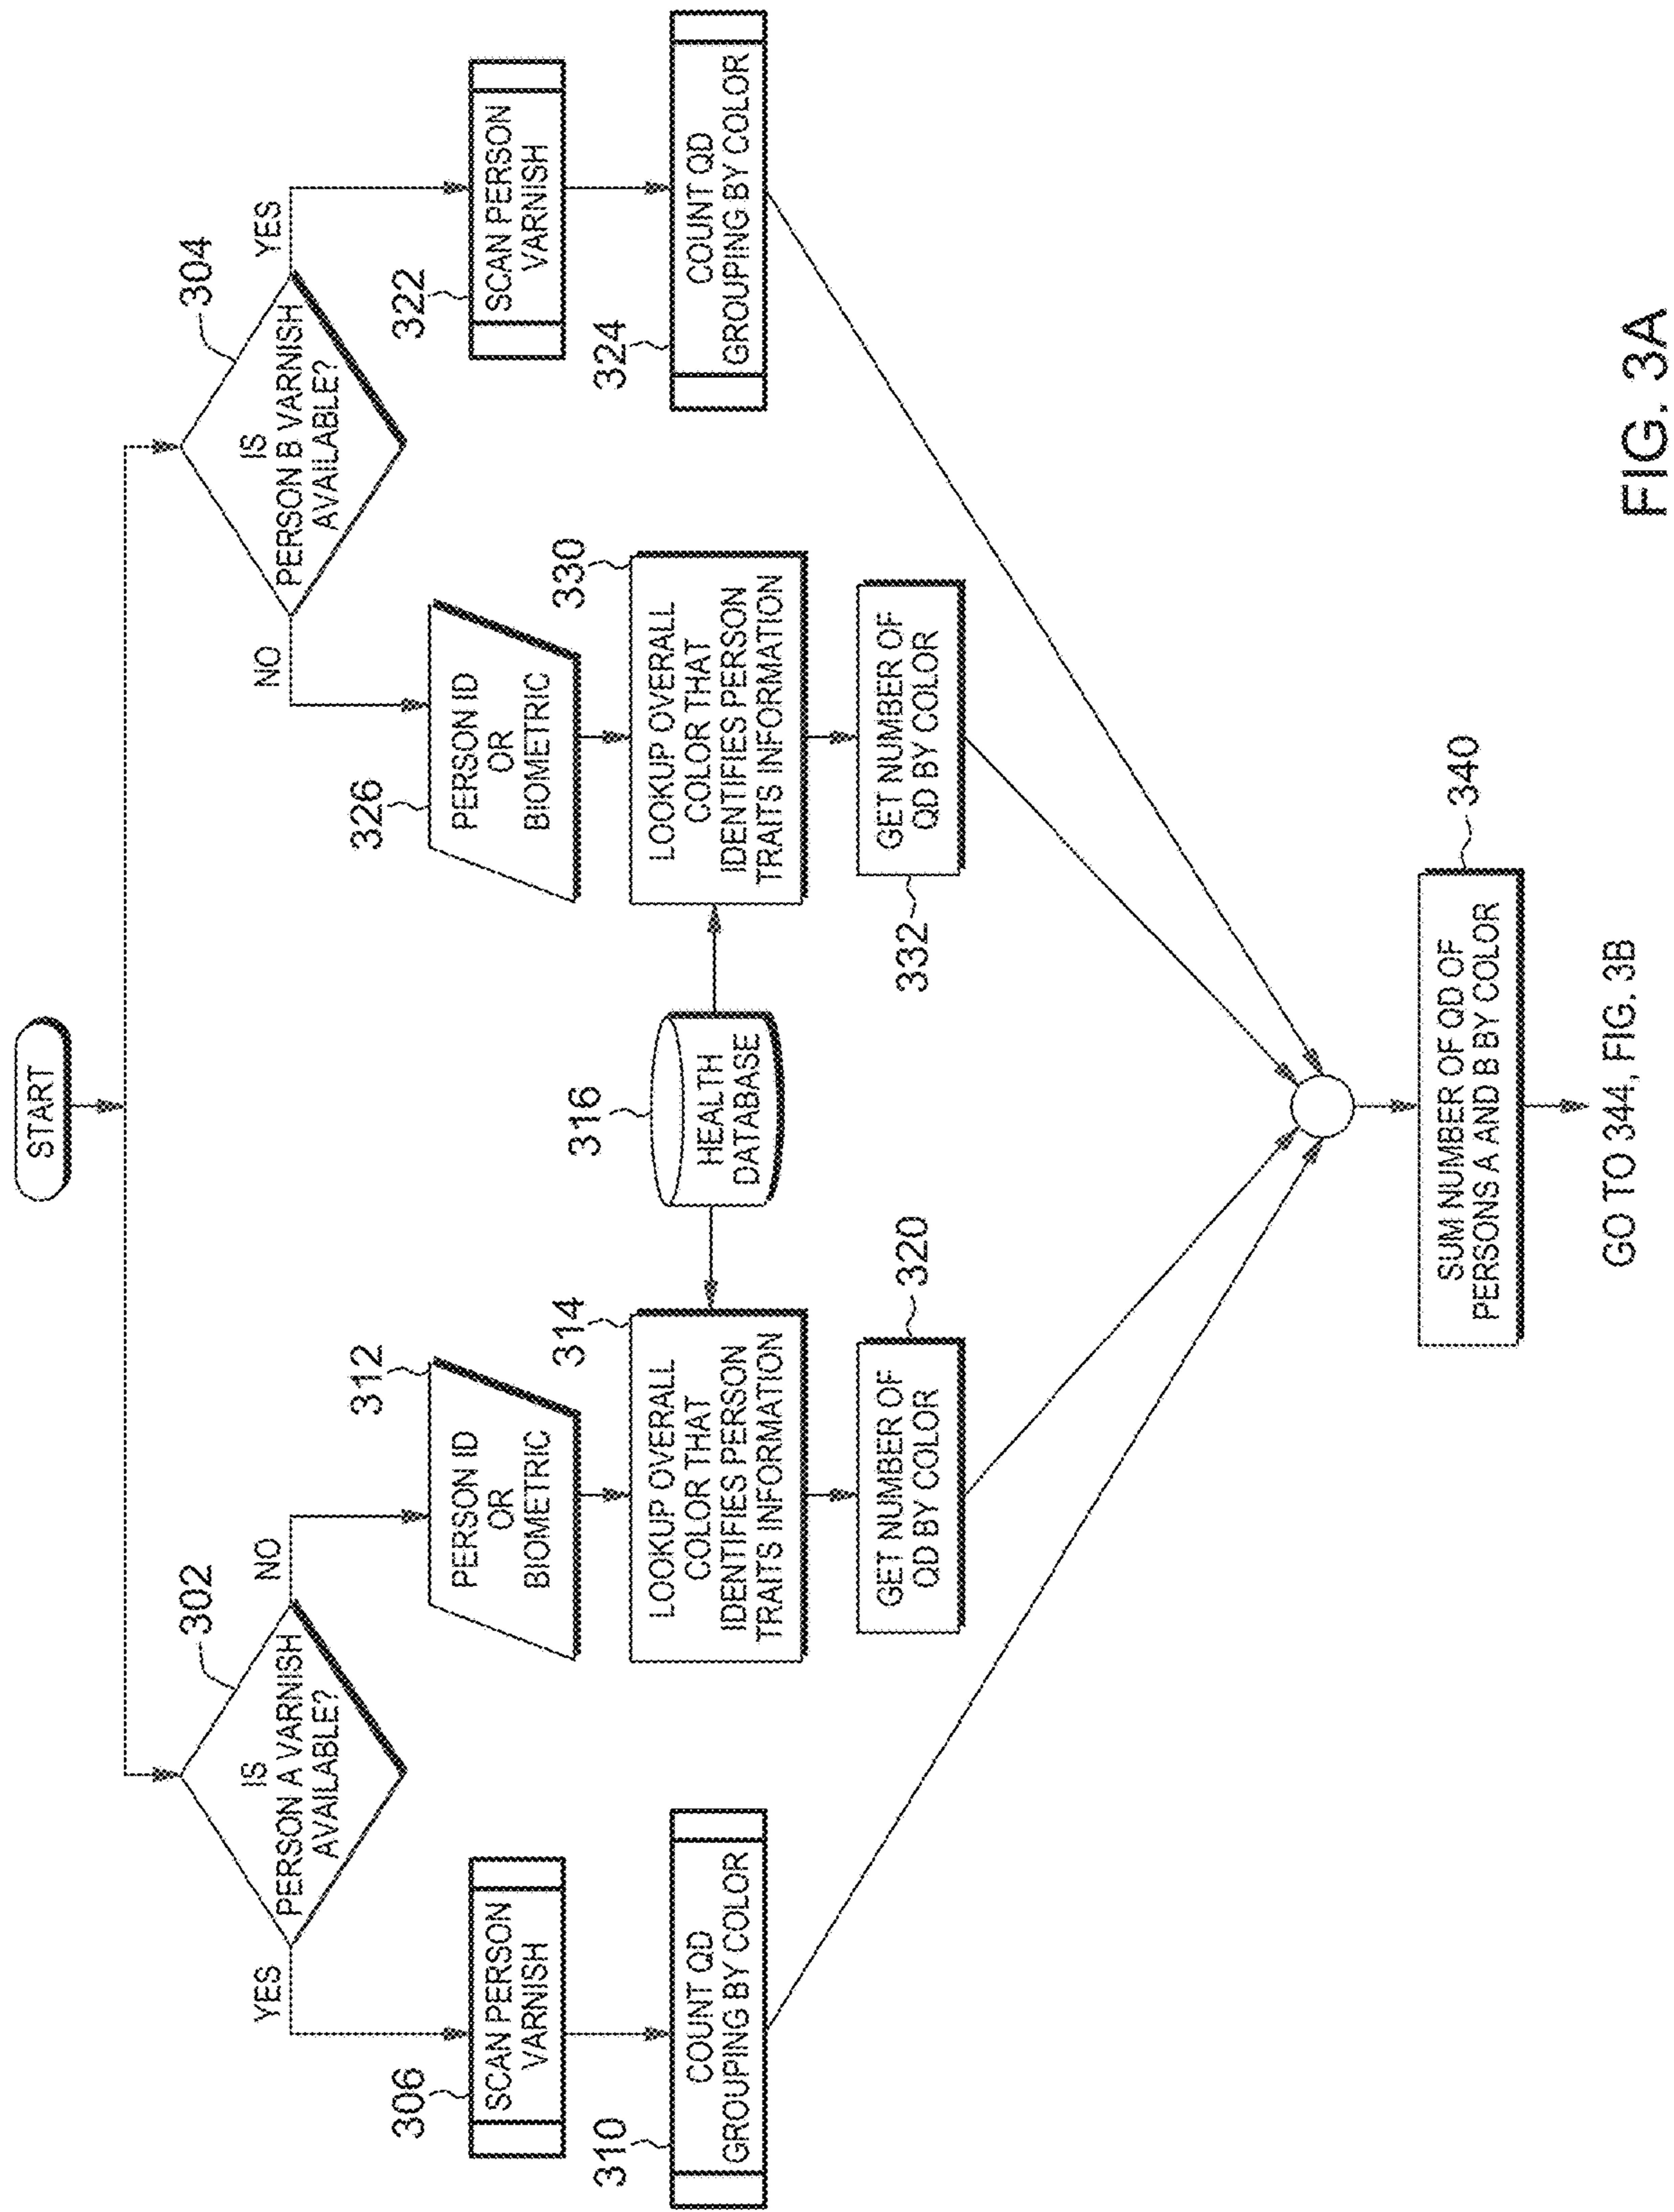 START
302
IS
PERSON A VARNISH
AVAILABLE?
YES
NO
304
IS
PERSON B VARNISH
AVAILABLE?
NO
YES
306
SCAN PERSON
VARNISH
310
COUNT QD
GROUPING BY COLOR
312
PERSON ID
OR
BIOMETRIC
314
LOOKUP OVERALL
COLOR THAT
IDENTIFIES PERSON
TRAITS INFORMATION
320
GET NUMBER OF
QD BY COLOR
316
HEALTH
DATABASE
326
PERSON ID
OR
BIOMETRIC
330
LOOKUP OVERALL
COLOR THAT
IDENTIFIES PERSON
TRAITS INFORMATION
332
GET NUMBER OF
QD BY COLOR
322
SCAN PERSON
VARNISH
324
COUNT QD
GROUPING BY COLOR
340
SUM NUMBER OF QD OF
PERSONS A AND B BY COLOR
GO TO 344, FIG. 3B
FIG. 3A